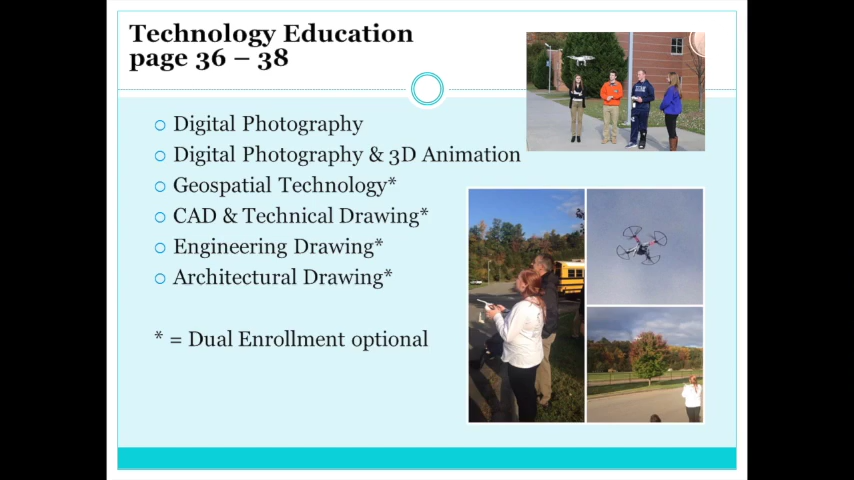 Technology Education
page 36 – 38
Digital Photography
Digital Photography & 3D Animation
Geospatial Technology*
CAD & Technical Drawing*
Engineering Drawing*
Architectural Drawing*
* = Dual Enrollment optional